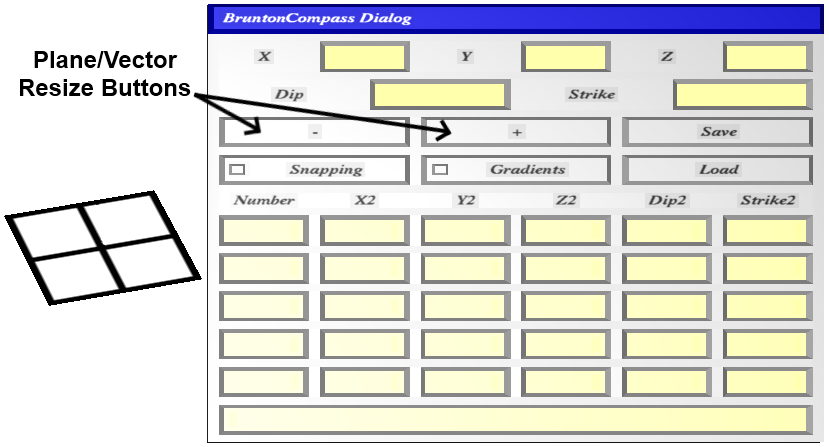 BruntonCompass Dialog
Plane/Vector
Resize Buttons
X Y Z
Dip Strike
- + Save
Snapping Gradients Load
Number X2 Y2 Z2 Dip2 Strike2